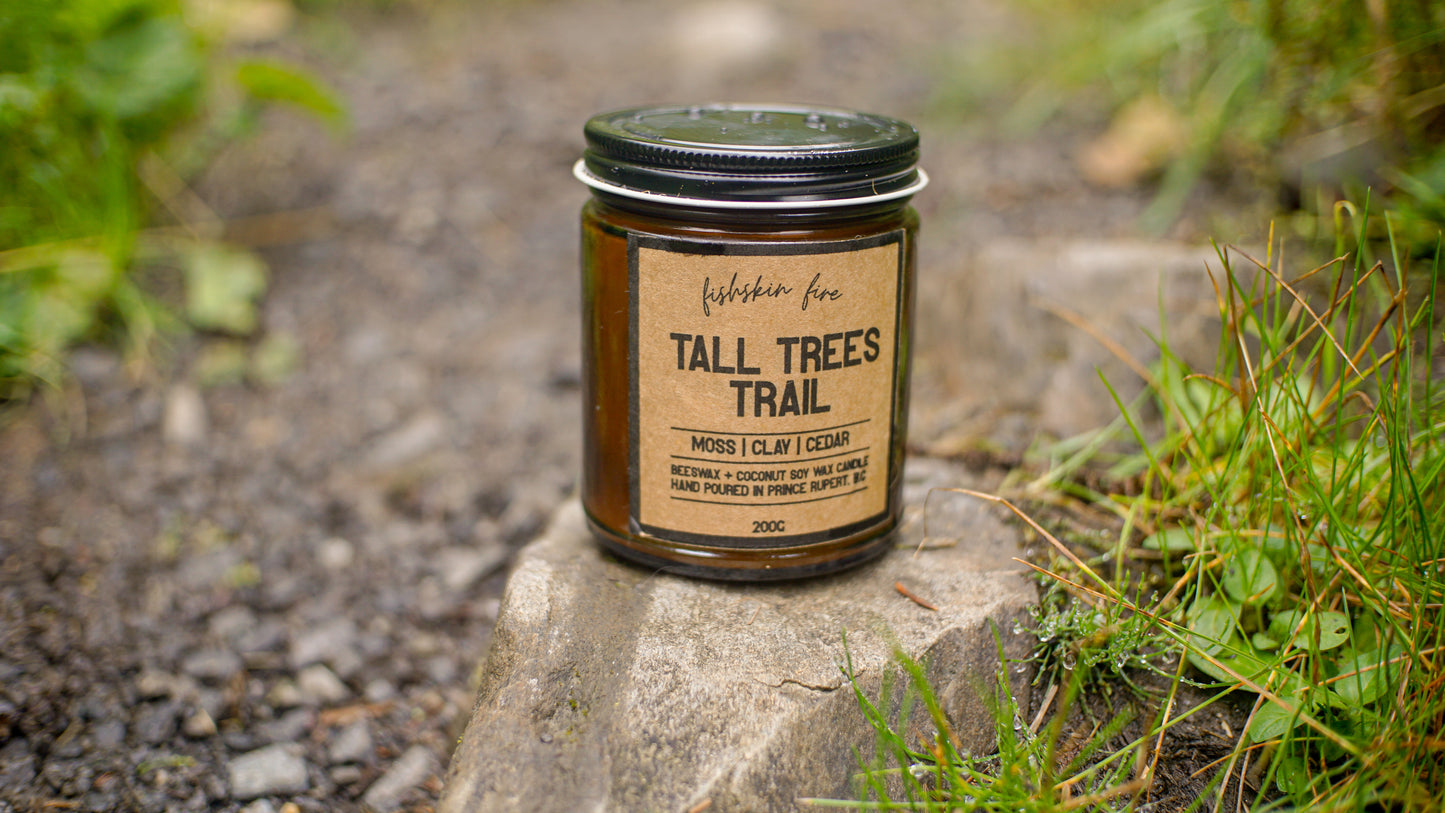 fishskin fire
TALL TREES
TRAIL
MOSS | CLAY | CEDAR
BEESWAX + COCONUT SOY WAX CANDLE
HAND POURED IN PRINCE RUPERT, BC
200G